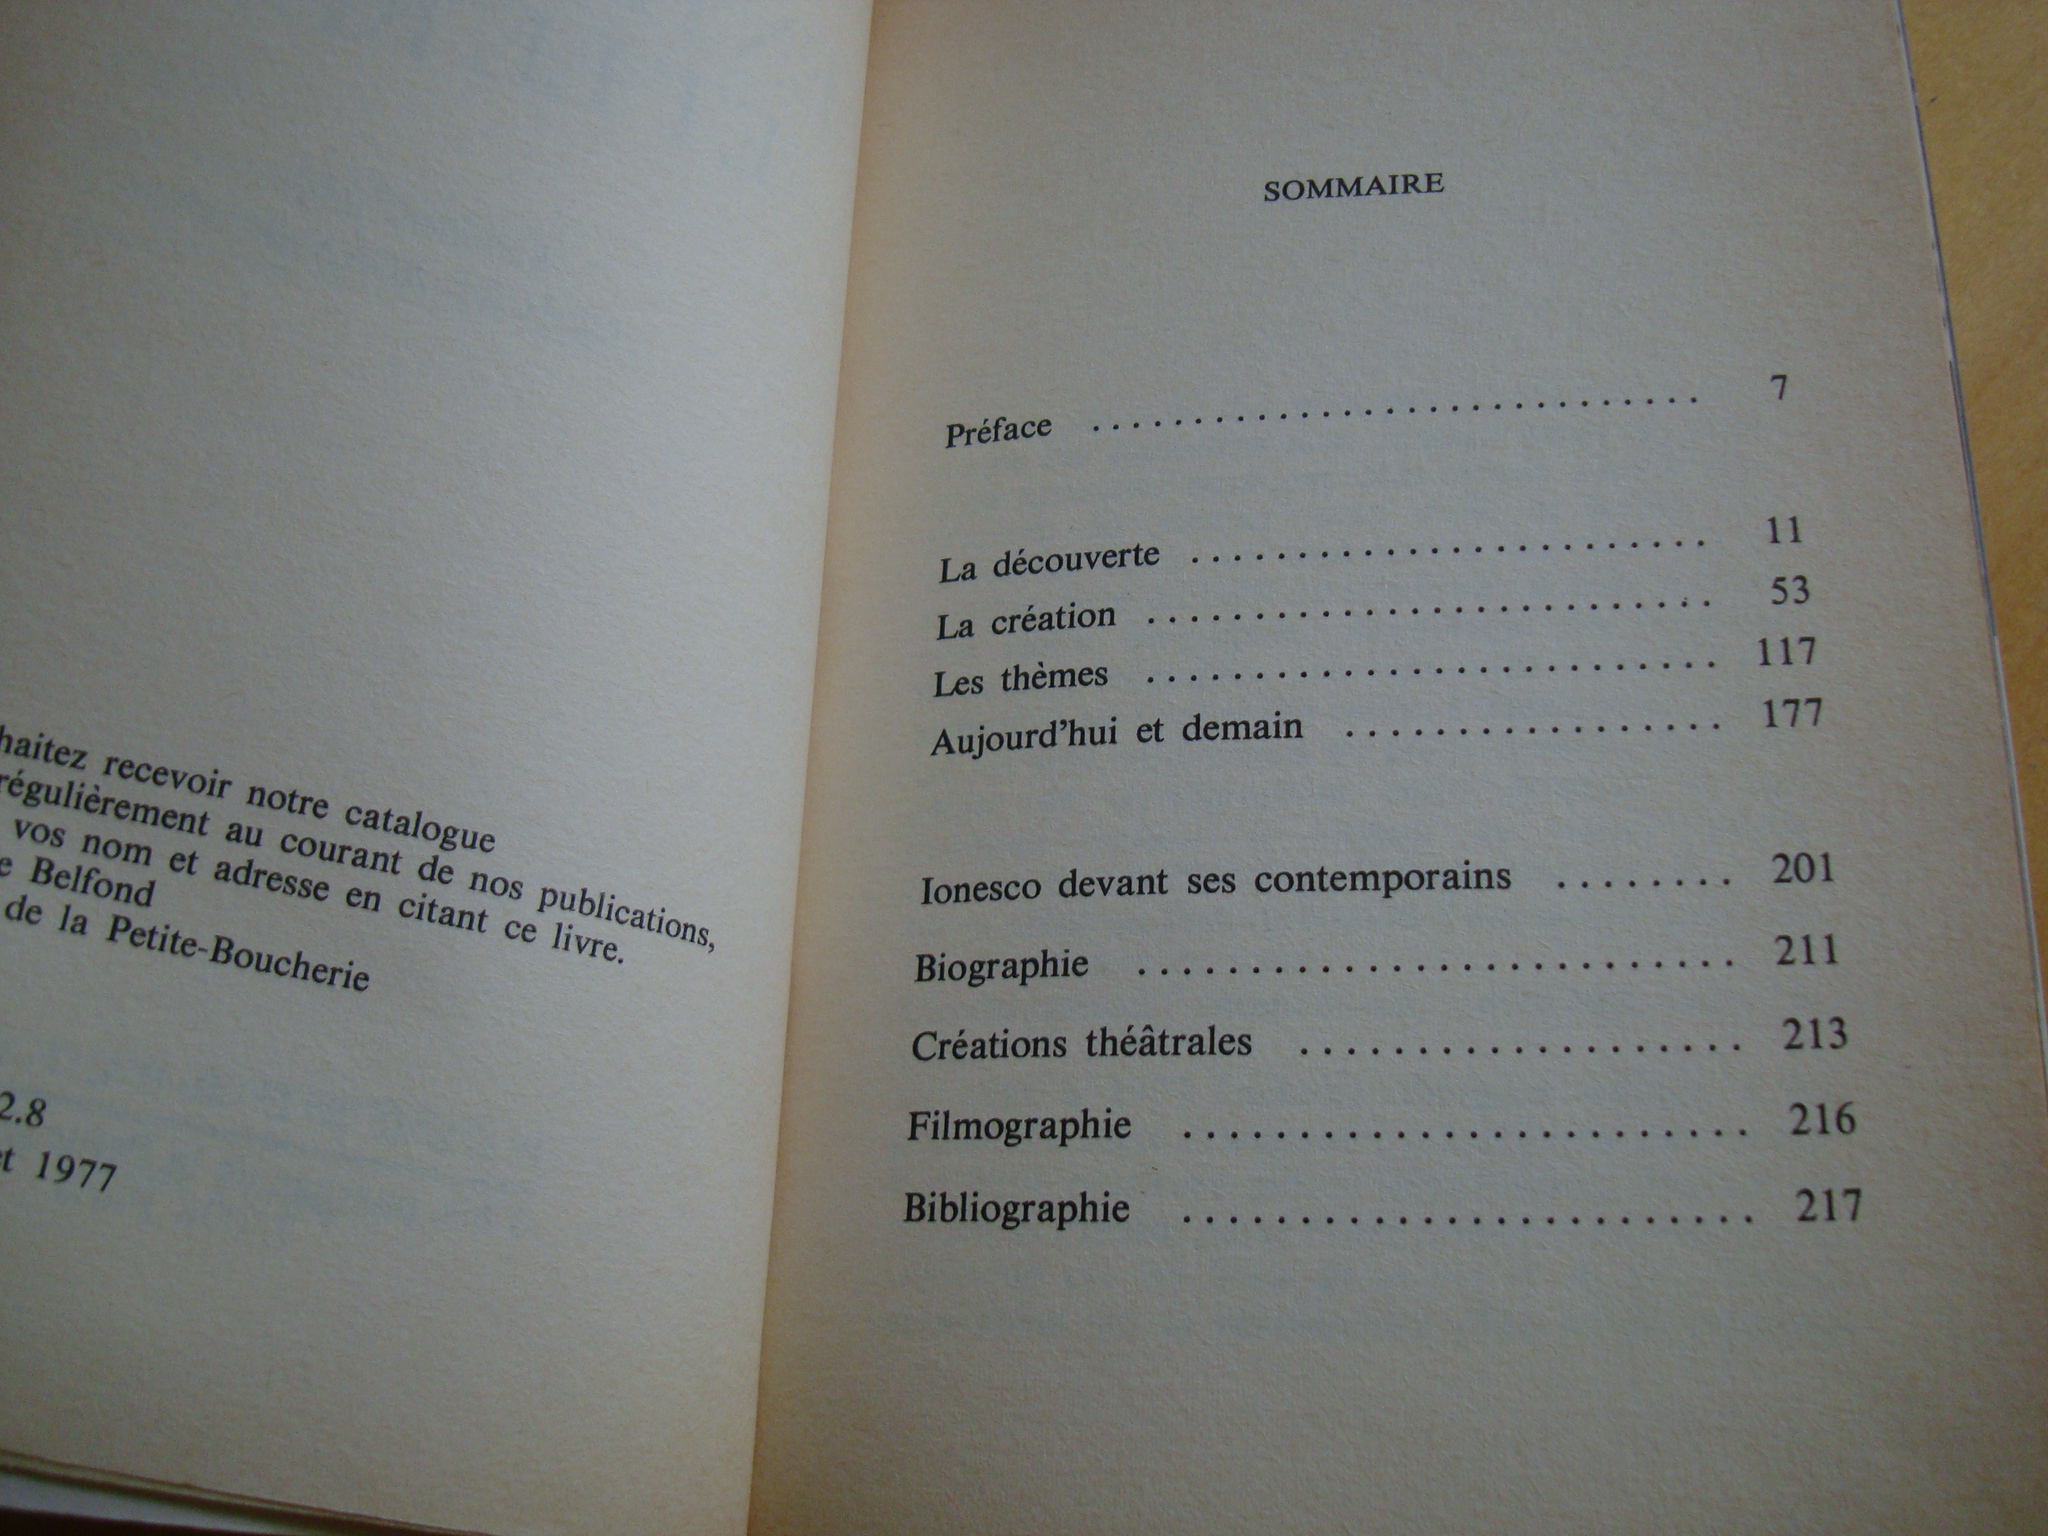 haitez recevoir notre catalogue
régulièrement au courant de nos publications,
vos nom et adresse en citant ce livre.
e Belfond
de la Petite-Boucherie
2.8
et 1977
SOMMAIRE
Préface .............................. 7
La découverte ......................... 11
La création ........................... 53
Les thèmes ........................... 117
Aujourd'hui et demain ................. 177
Ionesco devant ses contemporains ........ 201
Biographie ........................... 211
Créations théâtrales .................... 213
Filmographie ......................... 216
Bibliographie ......................... 217